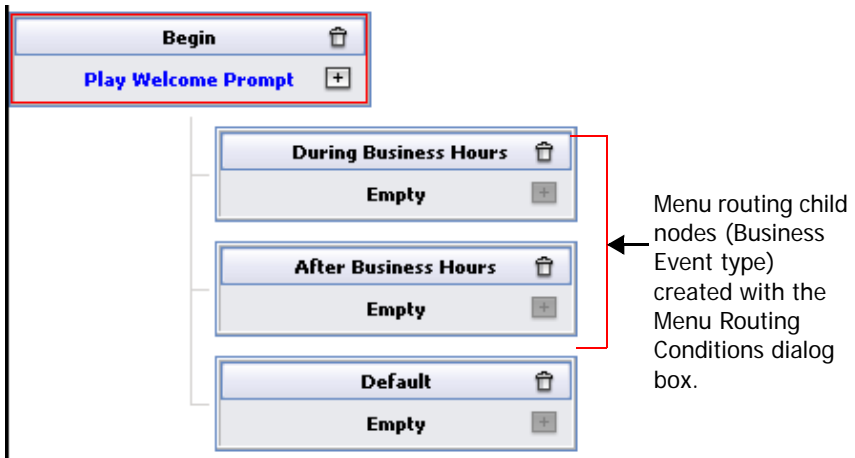 Begin
Play Welcome Prompt
During Business Hours
Empty
After Business Hours
Empty
Default
Empty
Menu routing child
nodes (Business
Event type)
created with the
Menu Routing
Conditions dialog
box.